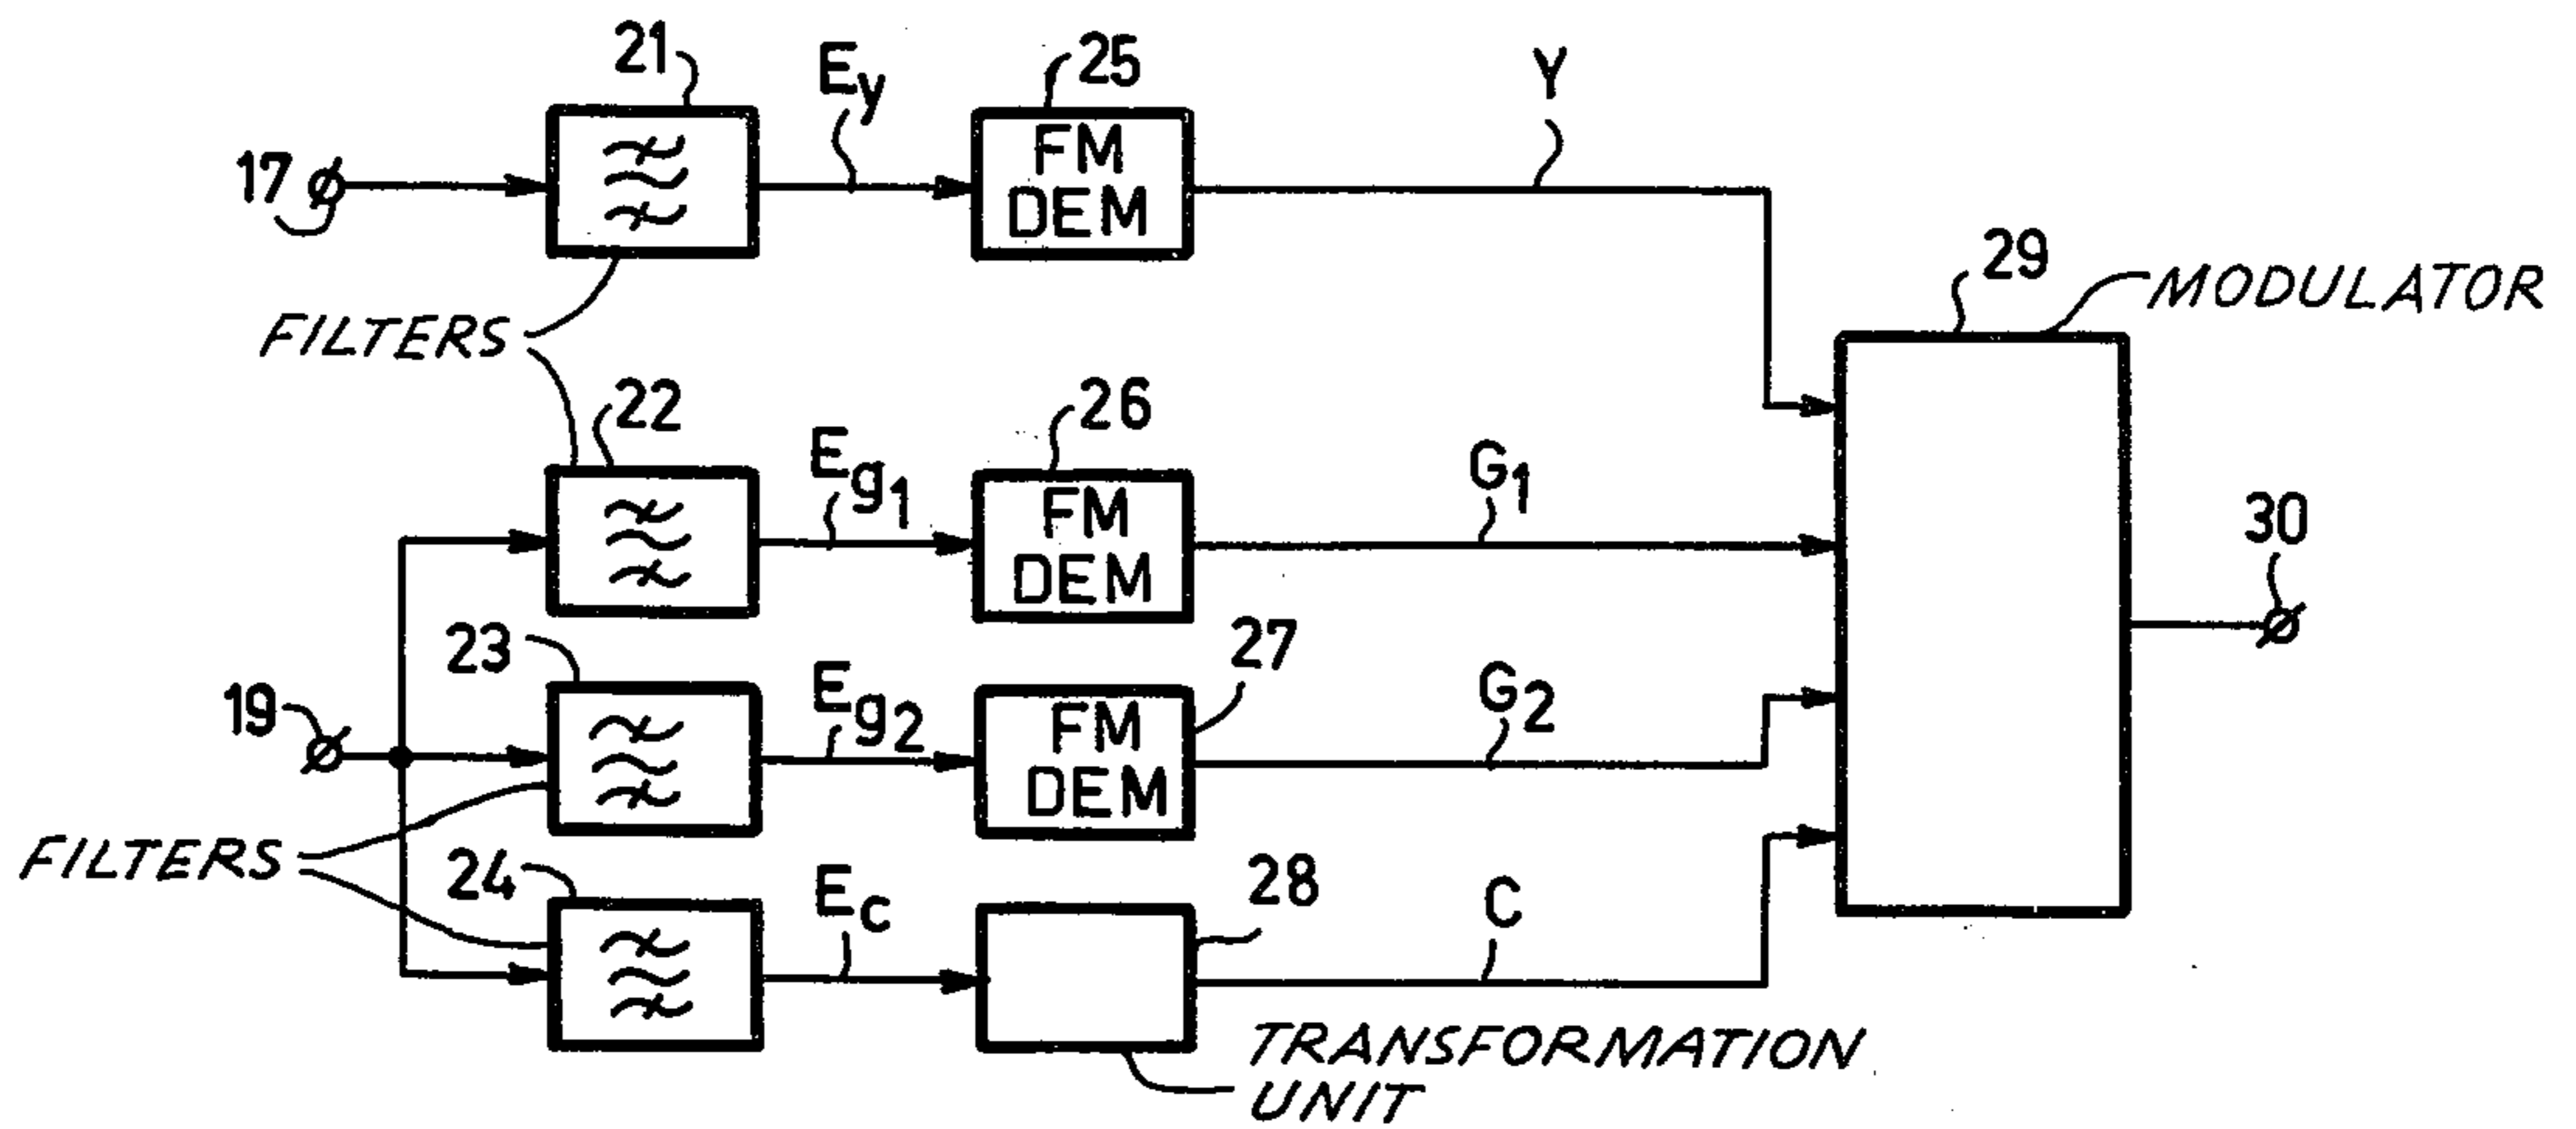 21
Ey
25
Y
17
FM
DEM
29
MODULATOR
FILTERS
22
Eg1
26
G1
FM
DEM
30
23
Eg2
27
G2
19
FM
DEM
FILTERS
24
Ec
28
C
TRANSFORMATION
UNIT